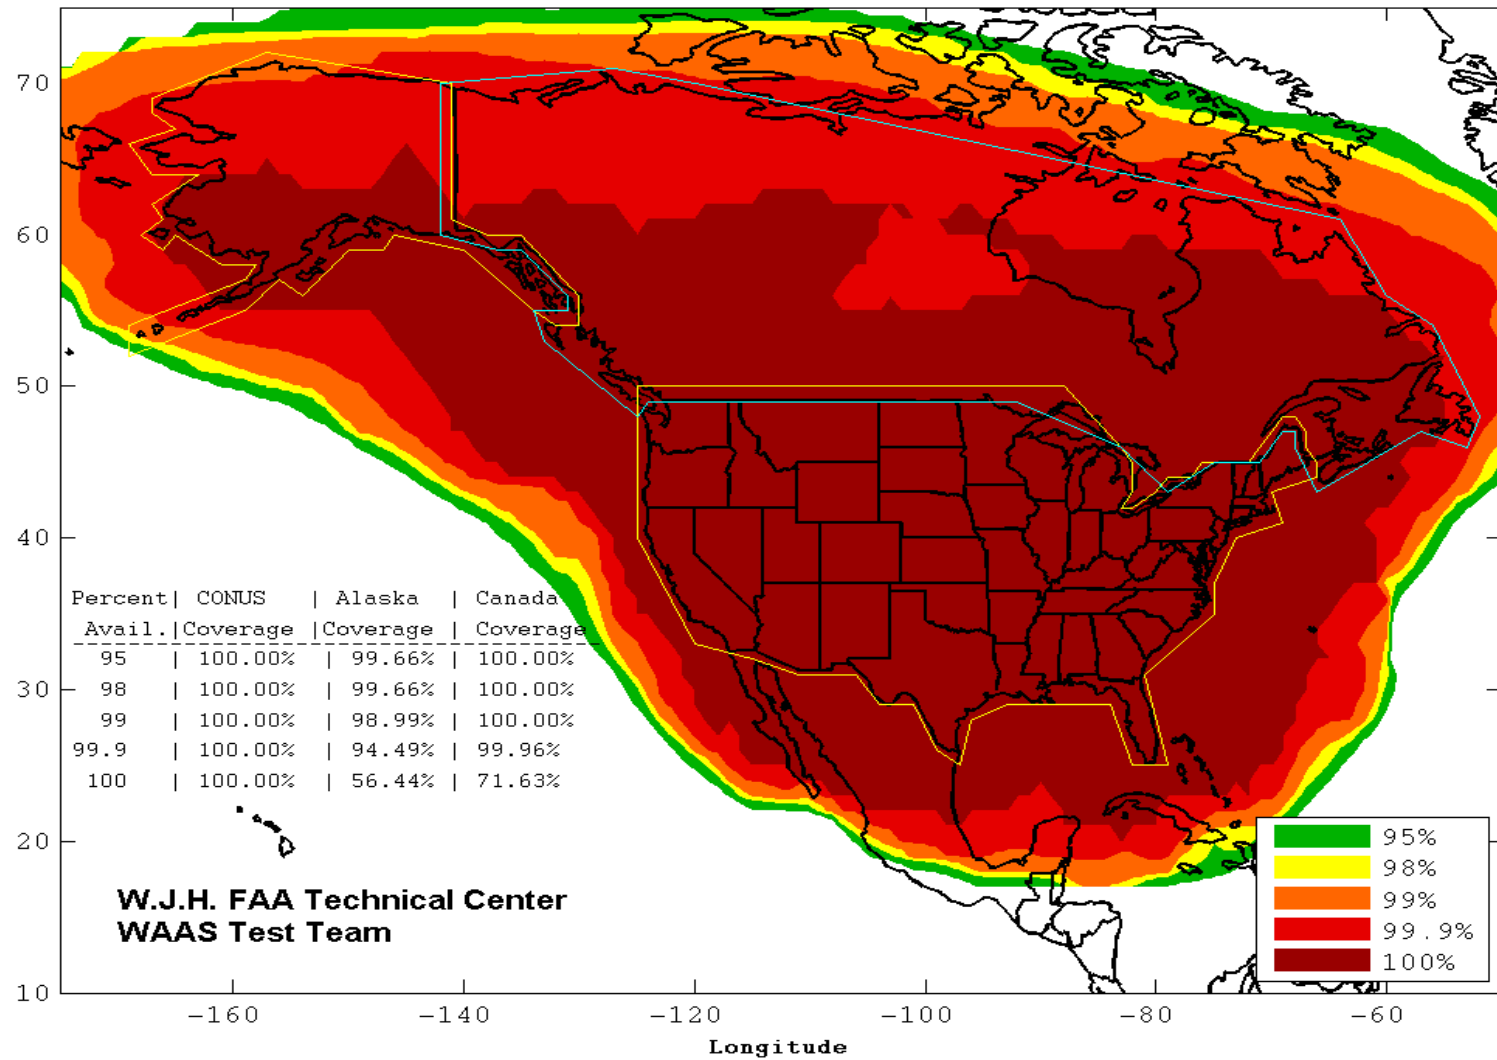 70
60
50
40
30
20
10
Percent| CONUS | Alaska | Canada
Avail.|Coverage |Coverage | Coverage
95 | 100.00% | 99.66% | 100.00%
98 | 100.00% | 99.66% | 100.00%
99 | 100.00% | 98.99% | 100.00%
99.9 | 100.00% | 94.49% | 99.96%
100 | 100.00% | 56.44% | 71.63%
W.J.H. FAA Technical Center
WAAS Test Team
95%
98%
99%
99.9%
100%
-160 -140 -120 -100 -80 -60
Longitude